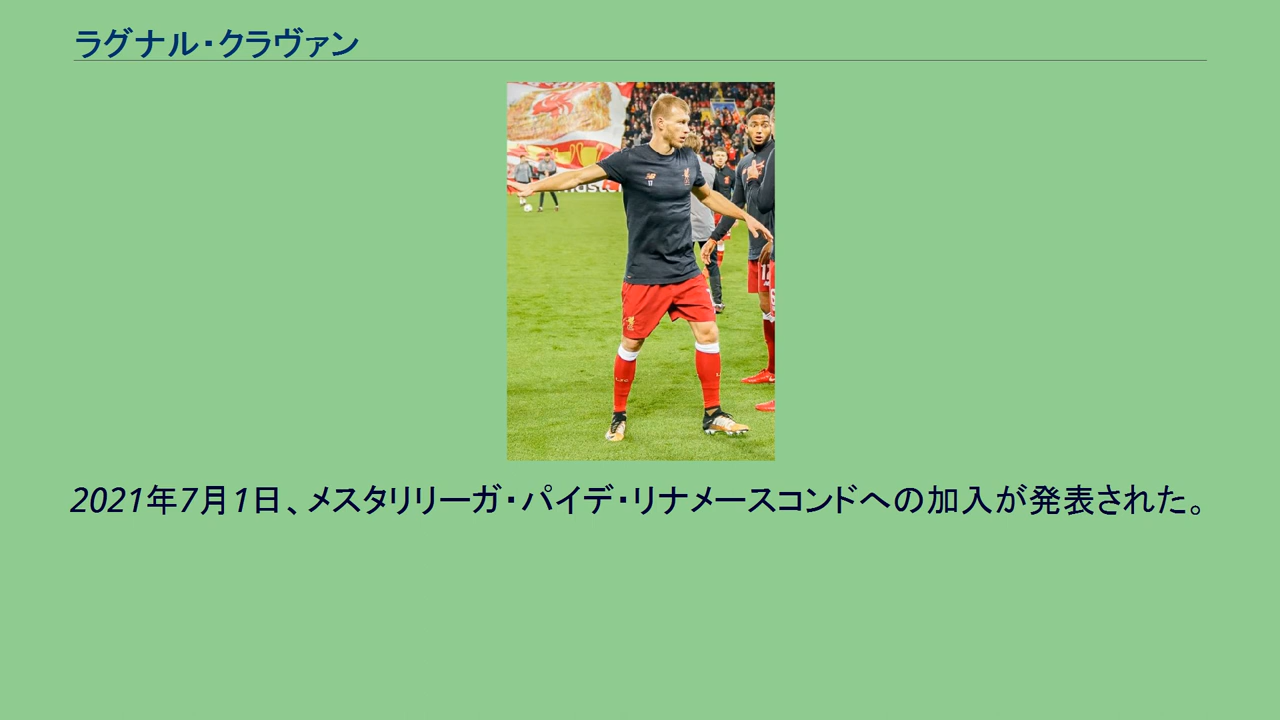 ラグナル・クラヴァン
2021年7月1日、メスタリリーガ・パイデ・リナメースコンドへの加入が発表された。